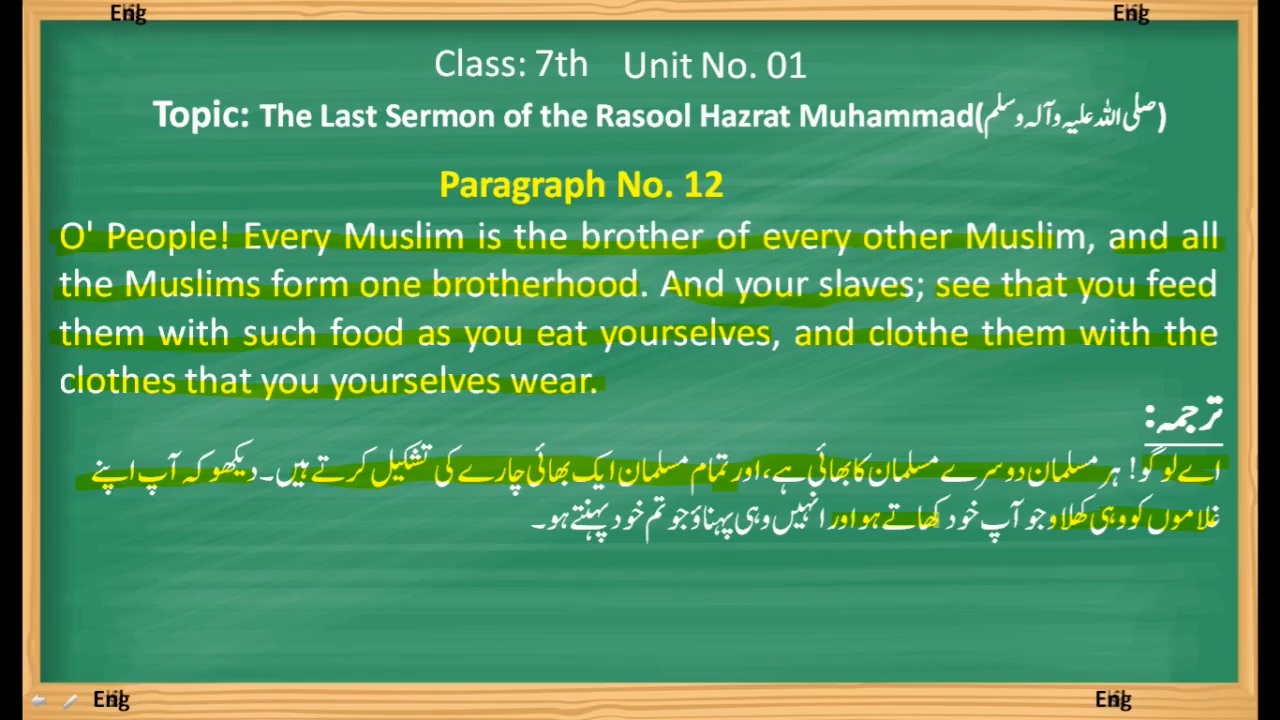 Class: 7th Unit No. 01
Topic: The Last Sermon of the Rasool Hazrat Muhammad(صلی اللہ علیہ وآلہ وسلم)
Paragraph No. 12
O' People! Every Muslim is the brother of every other Muslim, and all
the Muslims form one brotherhood. And your slaves; see that you feed
them with such food as you eat yourselves, and clothe them with the
clothes that you yourselves wear.
ترجمہ:
اے لوگو! ہر مسلمان دوسرے مسلمان کا بھائی ہے، اور تمام مسلمان ایک بھائی چارے کی تشکیل کرتے ہیں۔ دیکھو کہ آپ اپنے
غلاموں کو وہی کھلاو جو آپ خود کھاتے ہو اور انہیں وہی پہناؤ جو تم خود پہنتے ہو۔